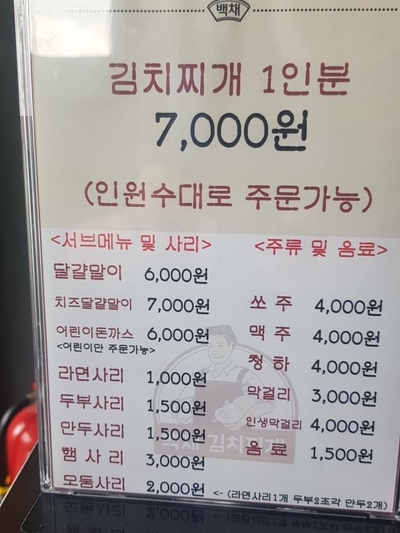 백채
김치찌개 1인분
7,000원
(인원수대로 주문가능)
<서브메뉴 및 사리>
달걀말이 6,000원
치즈달걀말이 7,000원
어린이돈까스 6,000원
<어린이만 주문가능>
라면사리 1,000원
두부사리 1,500원
만두사리 1,500원
햄 사 리 3,000원
모둠사리 2,000원 <- (라면사리1개 두부2조각 만두2개)
<주류 및 음료>
쏘 주 4,000원
맥 주 4,000원
청 하 4,000원
막걸리 3,000원
인생막걸리 4,000원
음 료 1,500원
백채 김치찌개